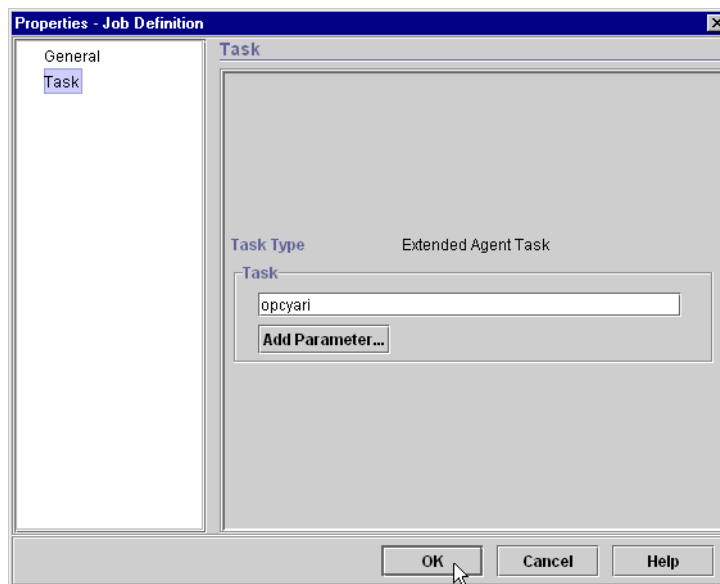 Properties - Job Definition
General
Task
Task
Task Type Extended Agent Task
Task
opcyari
Add Parameter...
OK Cancel Help